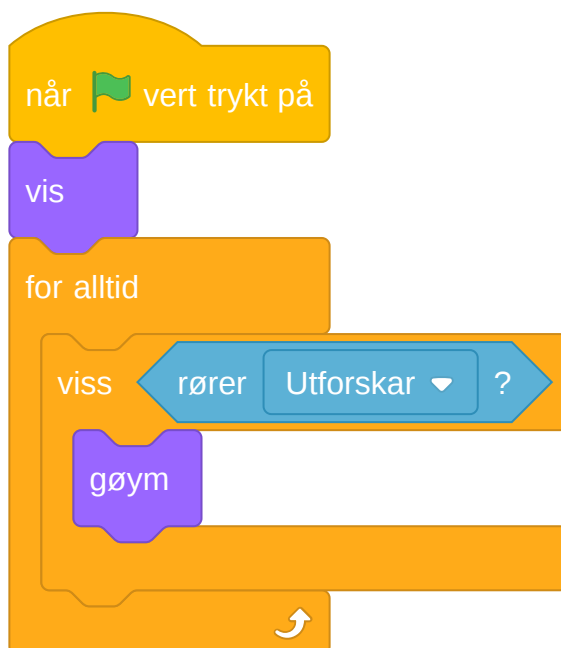 når vert trykt på
vis
for alltid
viss rører Utforskar ?
gøym